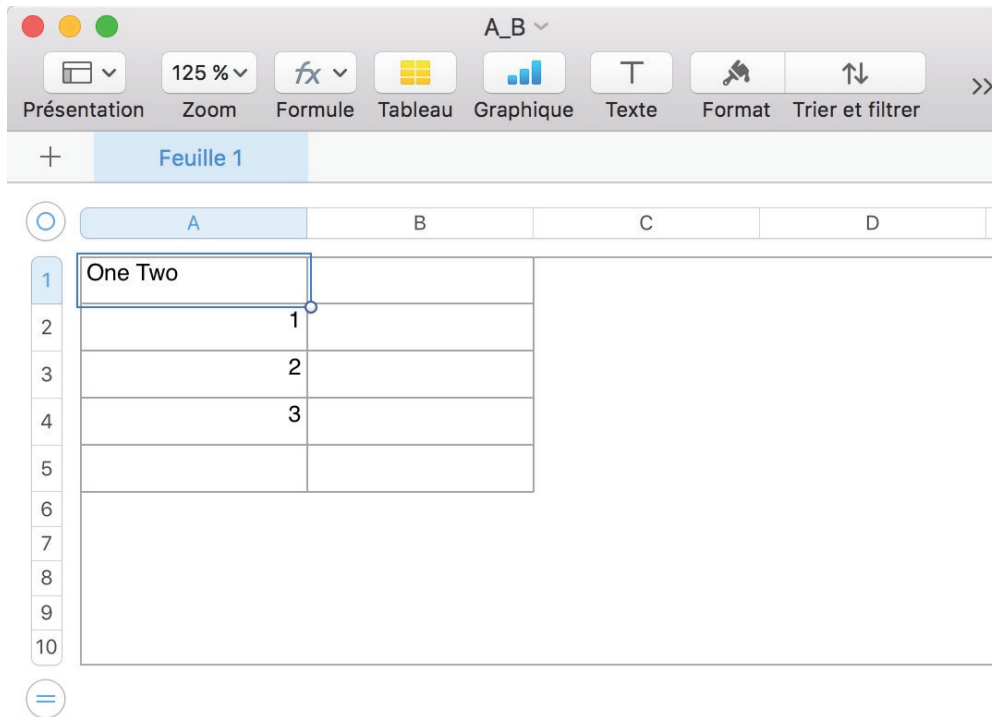 A_B
125 %
Présentation Zoom Formule Tableau Graphique Texte Format Trier et filtrer
Feuille 1
A B C D
1 One Two
2 1
3 2
4 3
5
6
7
8
9
10